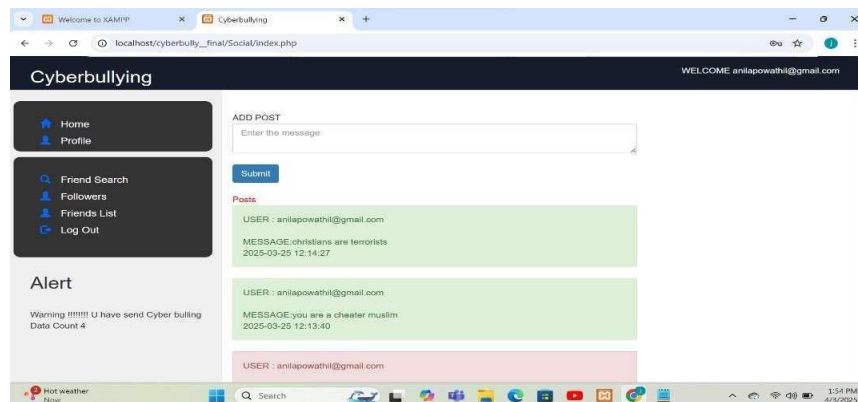 Welcome to XAMPP
Cyberbullying
localhost/cyberbully_final/Social/index.php
Cyberbullying
WELCOME anilapowathil@gmail.com
Home
Profile
Friend Search
Followers
Friends List
Log Out
Alert
Warning !!!!!!!! U have send Cyber bulling
Data Count 4
ADD POST
Enter the message
Submit
Posts
USER : anilapowathil@gmail.com
MESSAGE:christians are terrorists
2025-03-25 12:14:27
USER : anilapowathil@gmail.com
MESSAGE:you are a cheater muslim
2025-03-25 12:13:40
USER : anilapowathil@gmail.com
Hot weather
Now
Search
1:54 PM
4/3/2025